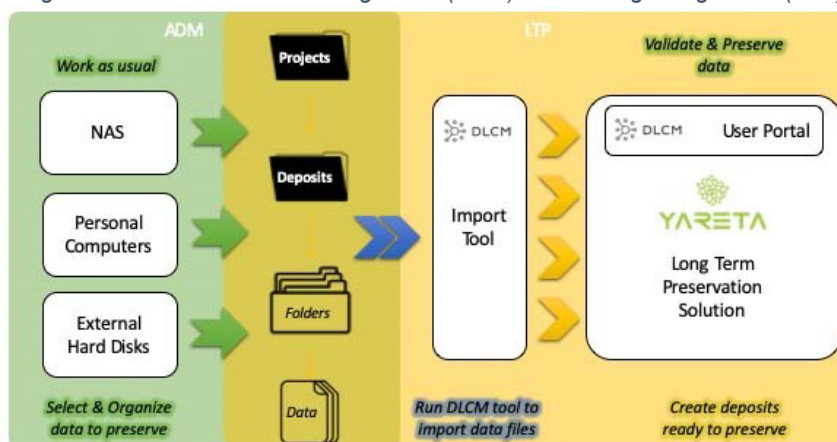 ADM
LTP
Work as usual
NAS
Personal
Computers
External
Hard Disks
Select & Organize
data to preserve
Projects
Deposits
Folders
Data
DLCM
Import
Tool
Run DLCM tool to
import data files
Validate & Preserve
data
DLCM User Portal
YARETA
Long Term
Preservation
Solution
Create deposits
ready to preserve